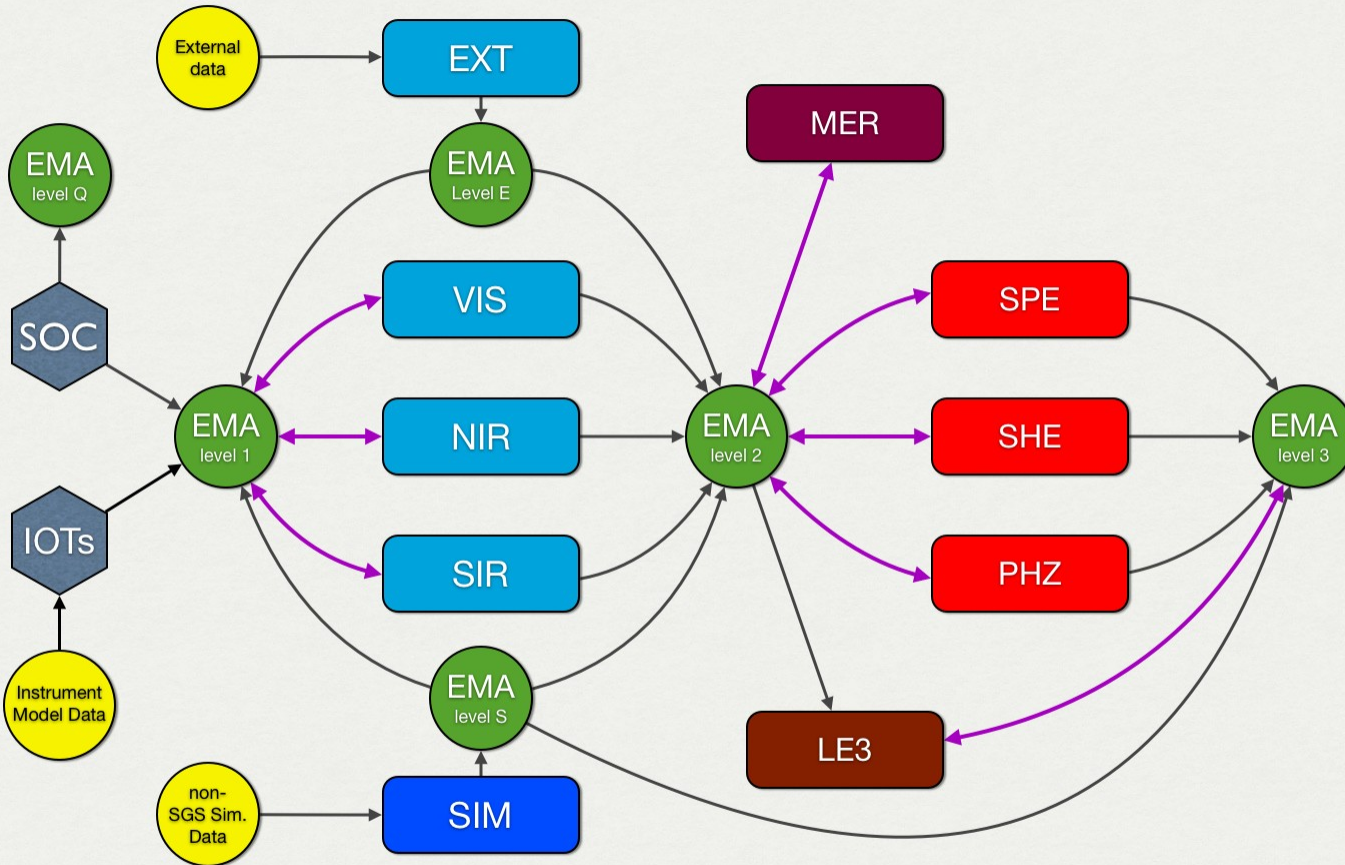 External
data
EXT
MER
EMA
level Q
EMA
Level E
VIS
SPE
SOC
EMA
level 1
NIR
EMA
level 2
SHE
EMA
level 3
IOTs
SIR
PHZ
Instrument
Model Data
EMA
level S
LE3
non-
SGS Sim.
Data
SIM